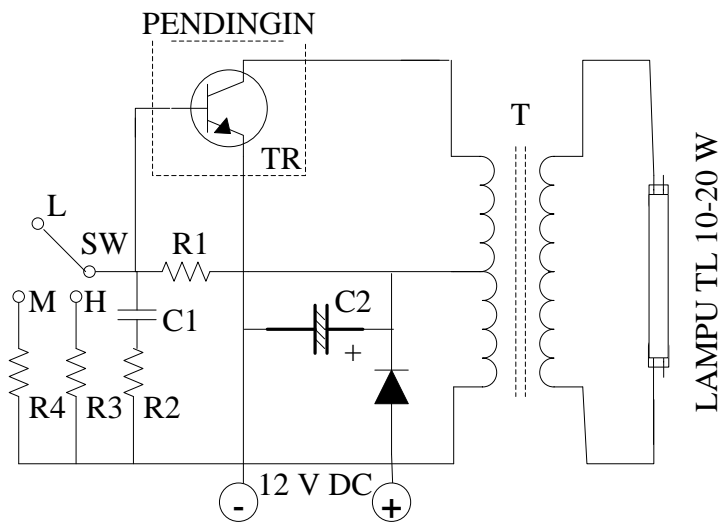 PENDINGIN
T
TR
L
SW
R1
M
H
C1
C2
+
R4
R3
R2
12 V DC
-
+
LAMPU TL 10-20 W